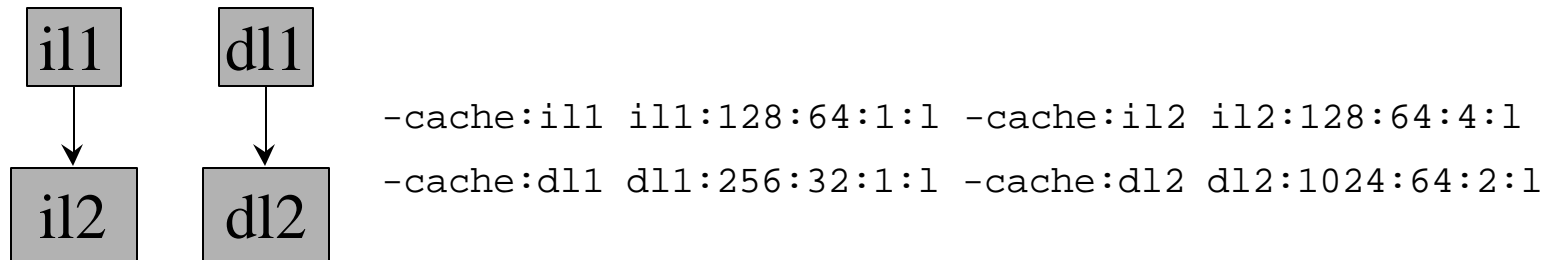 il1 dl1
-cache:il1 il1:128:64:1:l -cache:il2 il2:128:64:4:l
-cache:dl1 dl1:256:32:1:l -cache:dl2 dl2:1024:64:2:l
il2 dl2